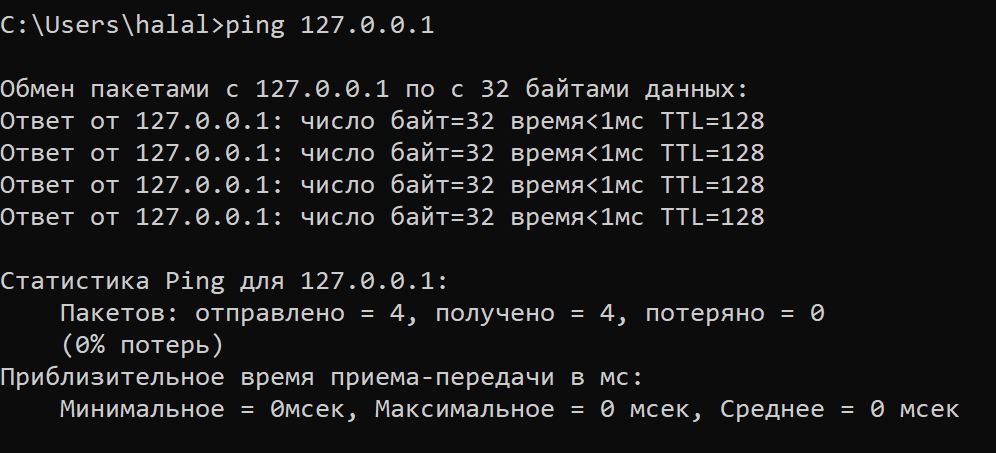 C:\Users\halal>ping 127.0.0.1
Обмен пакетами с 127.0.0.1 по с 32 байтами данных:
Ответ от 127.0.0.1: число байт=32 время<1мс TTL=128
Ответ от 127.0.0.1: число байт=32 время<1мс TTL=128
Ответ от 127.0.0.1: число байт=32 время<1мс TTL=128
Ответ от 127.0.0.1: число байт=32 время<1мс TTL=128
Статистика Ping для 127.0.0.1:
Пакетов: отправлено = 4, получено = 4, потеряно = 0
(0% потерь)
Приблизительное время приема-передачи в мс:
Минимальное = 0мсек, Максимальное = 0 мсек, Среднее = 0 мсек